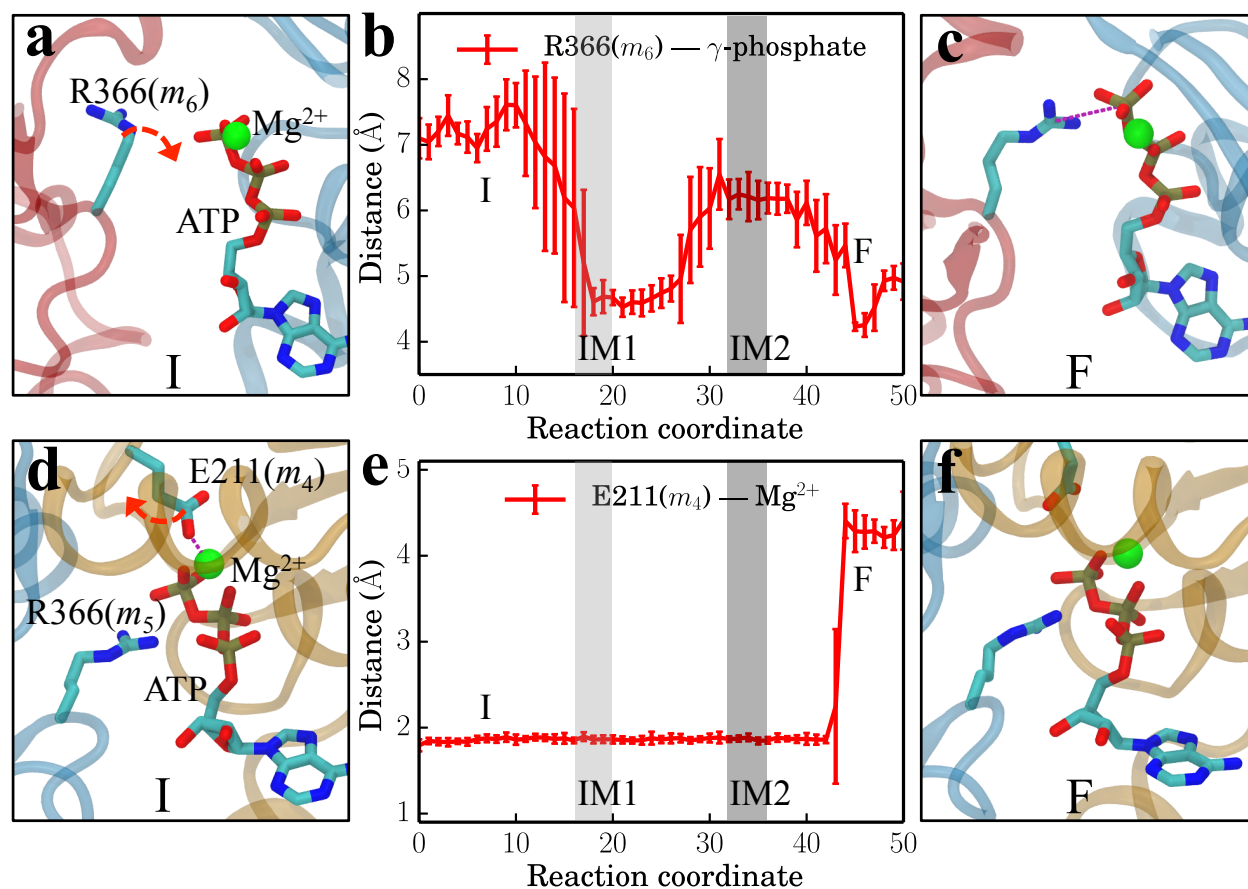 a
R366(m₆)
Mg²⁺
ATP
I
b
R366(m₆) — γ-phosphate
8
7
6
5
4
Distance (Å)
I
F
IM1
IM2
0
10
20
30
40
50
Reaction coordinate
c
F
d
E211(m₄)
Mg²⁺
R366(m₅)
ATP
I
e
E211(m₄) — Mg²⁺
5
4
3
2
1
Distance (Å)
I
F
IM1
IM2
0
10
20
30
40
50
Reaction coordinate
f
F